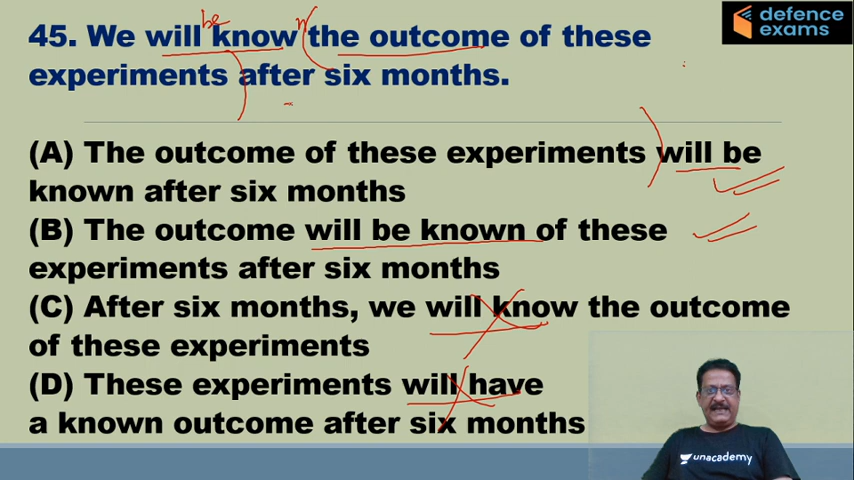 defence
exams
be
n
45. We will know the outcome of these
experiments after six months.
(A) The outcome of these experiments will be
known after six months
(B) The outcome will be known of these
experiments after six months
(C) After six months, we will know the outcome
of these experiments
(D) These experiments will have
a known outcome after six months
unacademy